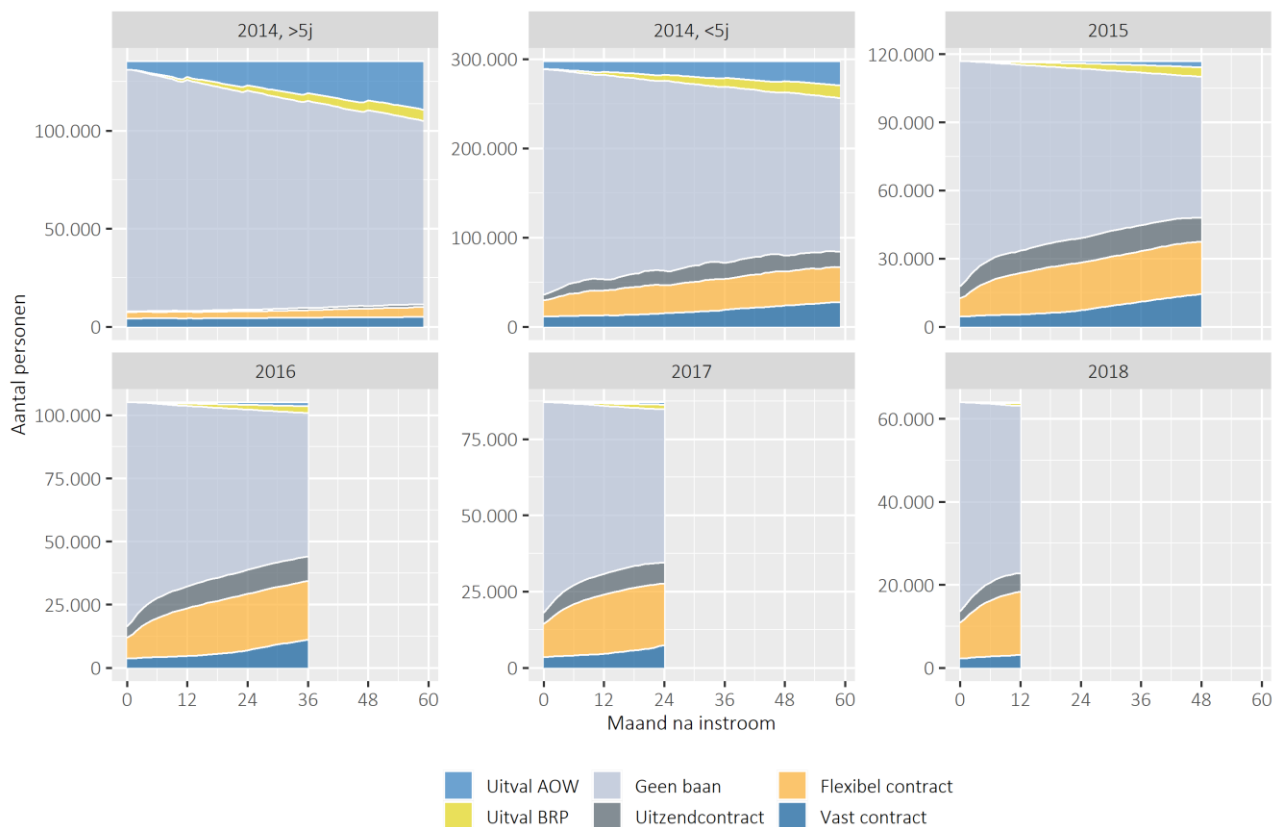 2014, >5j
2014, <5j
2015
100.000
50.000
0
300.000
200.000
100.000
0
120.000
90.000
60.000
30.000
0
Aantal personen
2016
2017
2018
100.000
75.000
50.000
25.000
0
75.000
50.000
25.000
0
60.000
40.000
20.000
0
0 12 24 36 48 60
0 12 24 36 48 60
0 12 24 36 48 60
Maand na instroom
Uitval AOW
Geen baan
Flexibel contract
Uitval BRP
Uitzendcontract
Vast contract